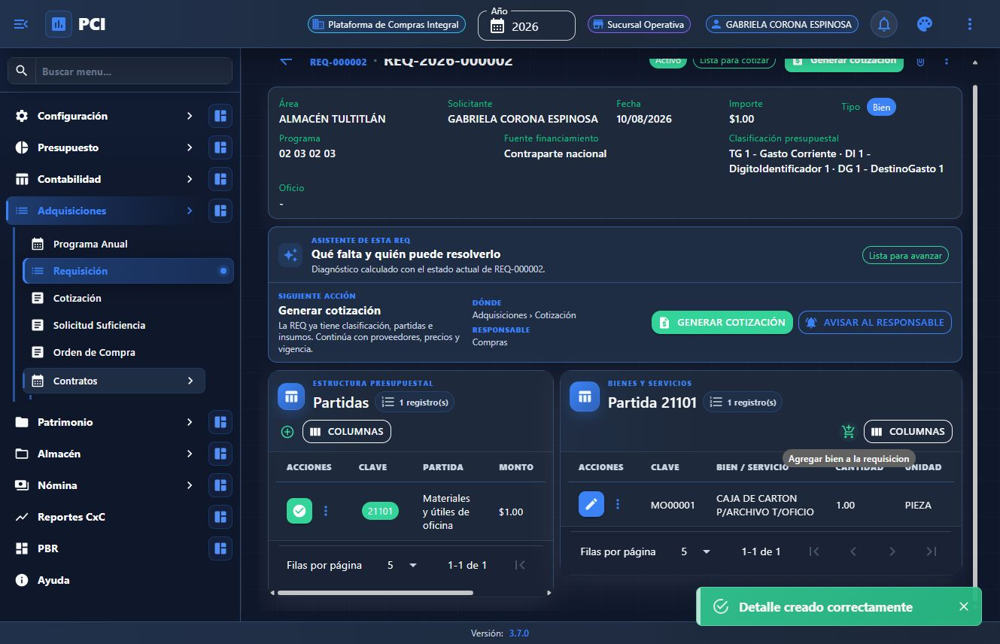 PCI
Plataforma de Compras Integral
Año
2026
Sucursal Operativa
GABRIELA CORONA ESPINOSA
Buscar menu...
Configuración
Presupuesto
Contabilidad
Adquisiciones
Programa Anual
Requisición
Cotización
Solicitud Suficiencia
Orden de Compra
Contratos
Patrimonio
Almacén
Nómina
Reportes CxC
PBR
Ayuda
REQ-000002 • REQ-2026-000002
Activo
Lista para cotizar
Generar cotización
Área
ALMACÉN TULTITLÁN
Solicitante
GABRIELA CORONA ESPINOSA
Fecha
10/08/2026
Importe
$1.00
Tipo Bien
Programa
02 03 02 03
Fuente financiamiento
Contraparte nacional
Clasificación presupuestal
TG 1 - Gasto Corriente · DI 1 -
DigitoIdentificador 1 · DG 1 - DestinoGasto 1
Oficio
-
ASISTENTE DE ESTA REQ
Qué falta y quién puede resolverlo
Diagnóstico calculado con el estado actual de REQ-000002.
Lista para avanzar
SIGUIENTE ACCIÓN
Generar cotización
La REQ ya tiene clasificación, partidas e
insumos. Continúa con proveedores, precios y
vigencia.
DÓNDE
Adquisiciones › Cotización
RESPONSABLE
Compras
GENERAR COTIZACIÓN
AVISAR AL RESPONSABLE
ESTRUCTURA PRESUPUESTAL
Partidas
1 registro(s)
COLUMNAS
ACCIONES CLAVE PARTIDA MONTO
21101
Materiales
y útiles de
oficina
$1.00
Filas por página 5 1-1 de 1
BIENES Y SERVICIOS
Partida 21101
1 registro(s)
COLUMNAS
Agregar bien a la requisicion
ACCIONES CLAVE BIEN / SERVICIO CANTIDAD UNIDAD
MO00001
CAJA DE CARTON
P/ARCHIVO T/OFICIO
1.00
PIEZA
Filas por página 5 1-1 de 1
Detalle creado correctamente
Versión: 3.7.0